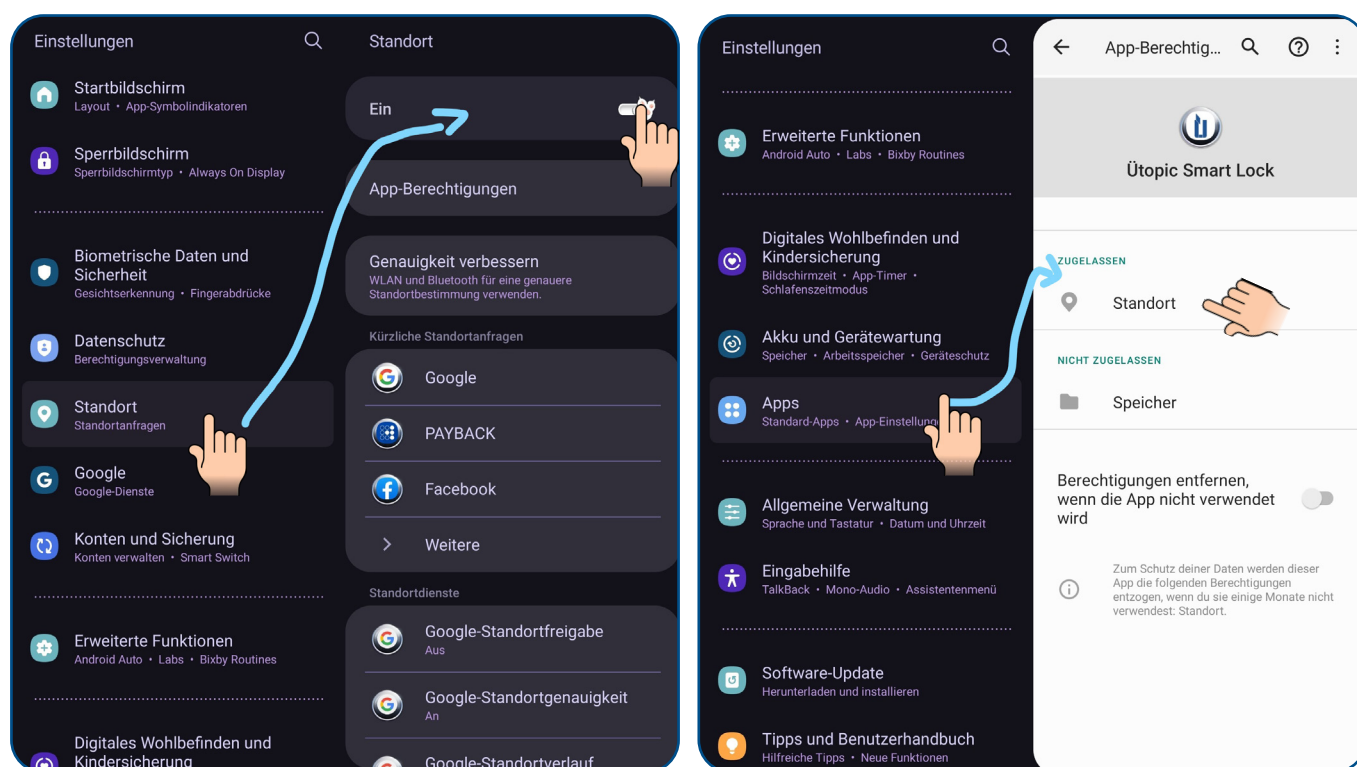 Einstellungen
Startbildschirm
Layout • App-Symbolindikatoren
Sperrbildschirm
Sperrbildschirmtyp • Always On Display
Biometrische Daten und
Sicherheit
Gesichtserkennung • Fingerabdrücke
Datenschutz
Berechtigungsverwaltung
Standort
Standortanfragen
Google
Google-Dienste
Konten und Sicherung
Konten verwalten • Smart Switch
Erweiterte Funktionen
Android Auto • Labs • Bixby Routines
Digitales Wohlbefinden und
Kindersicherung
Standort
Ein
App-Berechtigungen
Genauigkeit verbessern
WLAN und Bluetooth für eine genauere
Standortbestimmung verwenden.
Kürzliche Standortanfragen
Google
PAYBACK
Facebook
Weitere
Standortdienste
Google-Standortfreigabe
Aus
Google-Standortgenauigkeit
An
Google-Standortverlauf
Einstellungen
Erweiterte Funktionen
Android Auto • Labs • Bixby Routines
Digitales Wohlbefinden und
Kindersicherung
Bildschirmzeit • App-Timer •
Schlafenszeitmodus
Akku und Gerätewartung
Speicher • Arbeitsspeicher • Geräteschutz
Apps
Standard-Apps • App-Einstellung
Allgemeine Verwaltung
Sprache und Tastatur • Datum und Uhrzeit
Eingabehilfe
TalkBack • Mono-Audio • Assistentenmenü
Software-Update
Herunterladen und installieren
Tipps und Benutzerhandbuch
Hilfreiche Tipps • Neue Funktionen
App-Berechtig...
Ütopic Smart Lock
ZUGELASSEN
Standort
NICHT ZUGELASSEN
Speicher
Berechtigungen entfernen,
wenn die App nicht verwendet
wird
Zum Schutz deiner Daten werden dieser
App die folgenden Berechtigungen
entzogen, wenn du sie einige Monate nicht
verwendest: Standort.